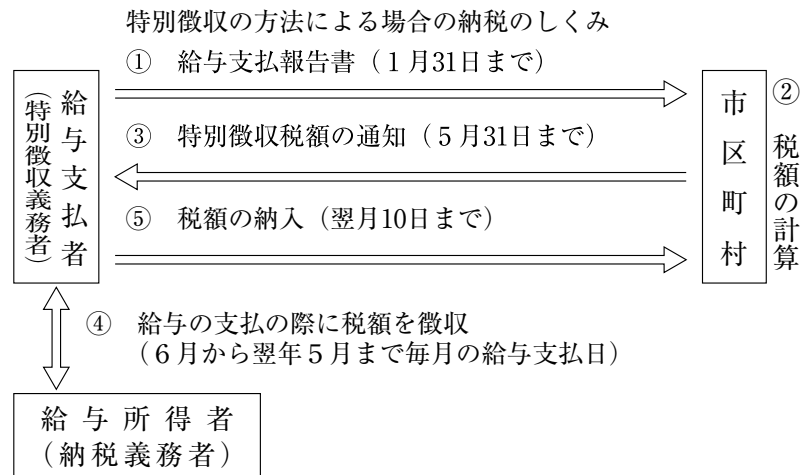 特別徴収の方法による場合の納税のしくみ
① 給与支払報告書（1月31日まで）
給与支払者
（特別徴収義務者）
市区町村
② 税額の計算
③ 特別徴収税額の通知（5月31日まで）
⑤ 税額の納入（翌月10日まで）
④ 給与の支払の際に税額を徴収
（6月から翌年5月まで毎月の給与支払日）
給与所得者
（納税義務者）